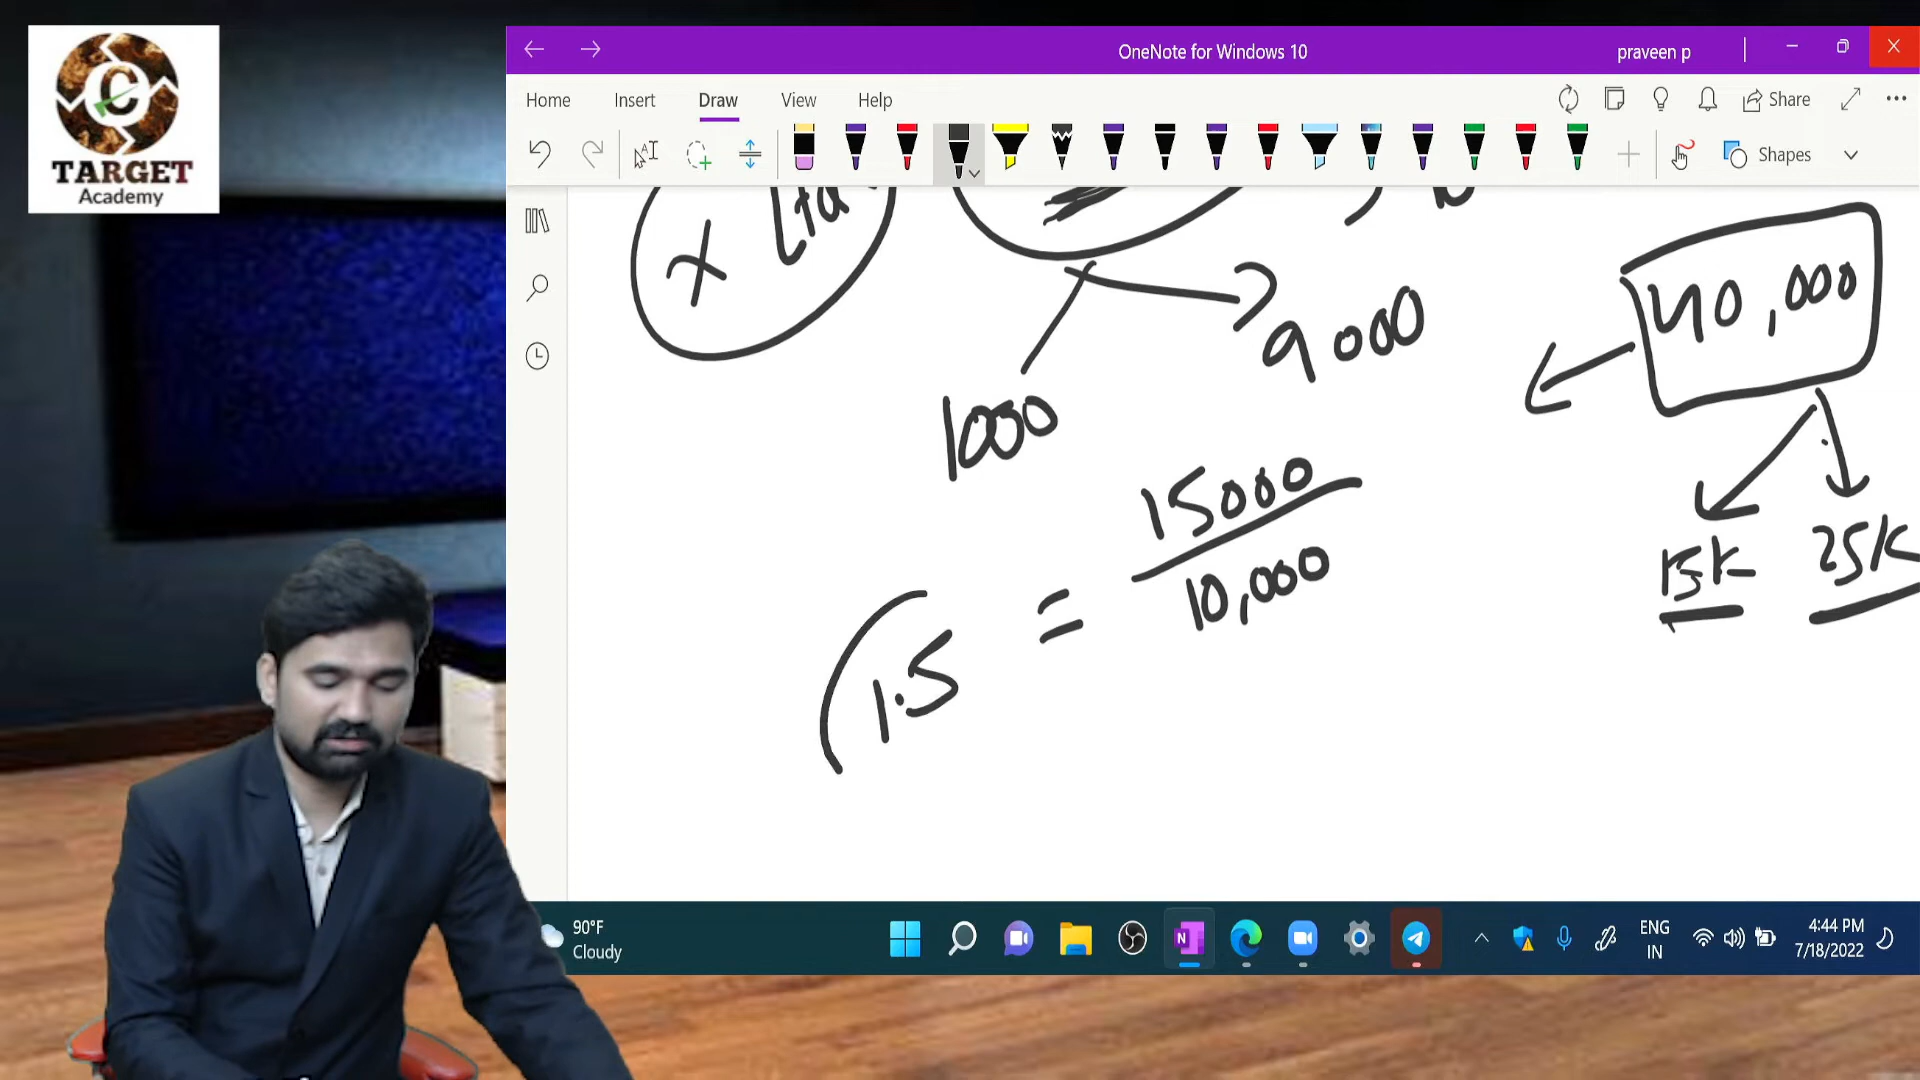 TARGET
Academy
OneNote for Windows 10
praveen p
Home Insert Draw View Help
Share
Shapes
X Ltd
40,000
1000
9000
15K
25K
1.5 = 15000
10,000
90°F
Cloudy
ENG
IN
4:44 PM
7/18/2022